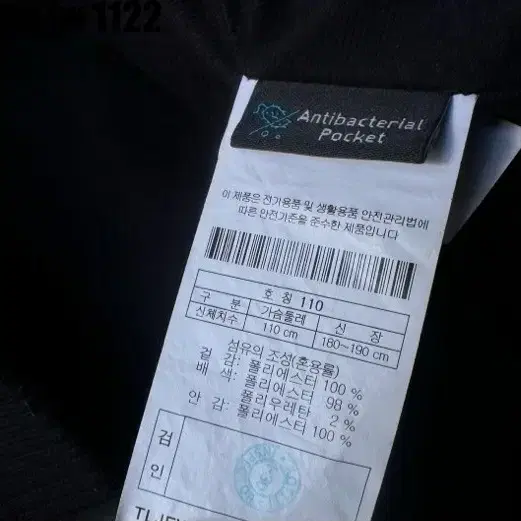 1122
Antibacterial
Pocket
이 제품은 전기용품 및 생활용품 안전관리법에
따른 안전기준을 준수한 제품입니다
호 칭 110
구 분 가슴둘레 신 장
신체치수 110 cm 180~190 cm
섬유의 조성(혼용률)
겉 감: 폴리에스터 100 %
배 색: 폴리에스터 98 %
폴리우레탄 2 %
안 감: 폴리에스터 100 %
검
인